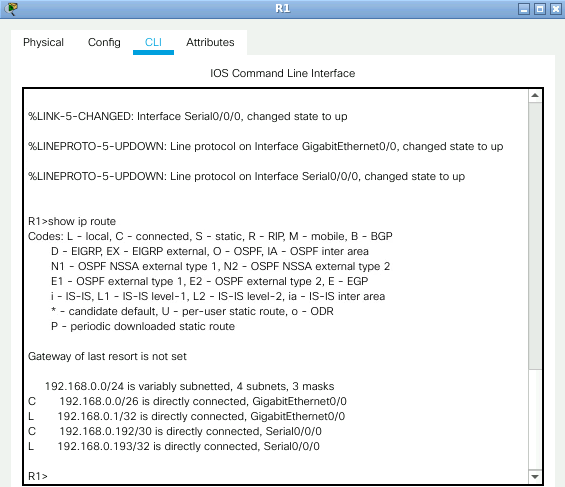 R1
Physical Config CLI Attributes
IOS Command Line Interface
%LINK-5-CHANGED: Interface Serial0/0/0, changed state to up
%LINEPROTO-5-UPDOWN: Line protocol on Interface GigabitEthernet0/0, changed state to up
%LINEPROTO-5-UPDOWN: Line protocol on Interface Serial0/0/0, changed state to up
R1>show ip route
Codes: L - local, C - connected, S - static, R - RIP, M - mobile, B - BGP
D - EIGRP, EX - EIGRP external, O - OSPF, IA - OSPF inter area
N1 - OSPF NSSA external type 1, N2 - OSPF NSSA external type 2
E1 - OSPF external type 1, E2 - OSPF external type 2, E - EGP
i - IS-IS, L1 - IS-IS level-1, L2 - IS-IS level-2, ia - IS-IS inter area
* - candidate default, U - per-user static route, o - ODR
P - periodic downloaded static route
Gateway of last resort is not set
192.168.0.0/24 is variably subnetted, 4 subnets, 3 masks
C 192.168.0.0/26 is directly connected, GigabitEthernet0/0
L 192.168.0.1/32 is directly connected, GigabitEthernet0/0
C 192.168.0.192/30 is directly connected, Serial0/0/0
L 192.168.0.193/32 is directly connected, Serial0/0/0
R1>